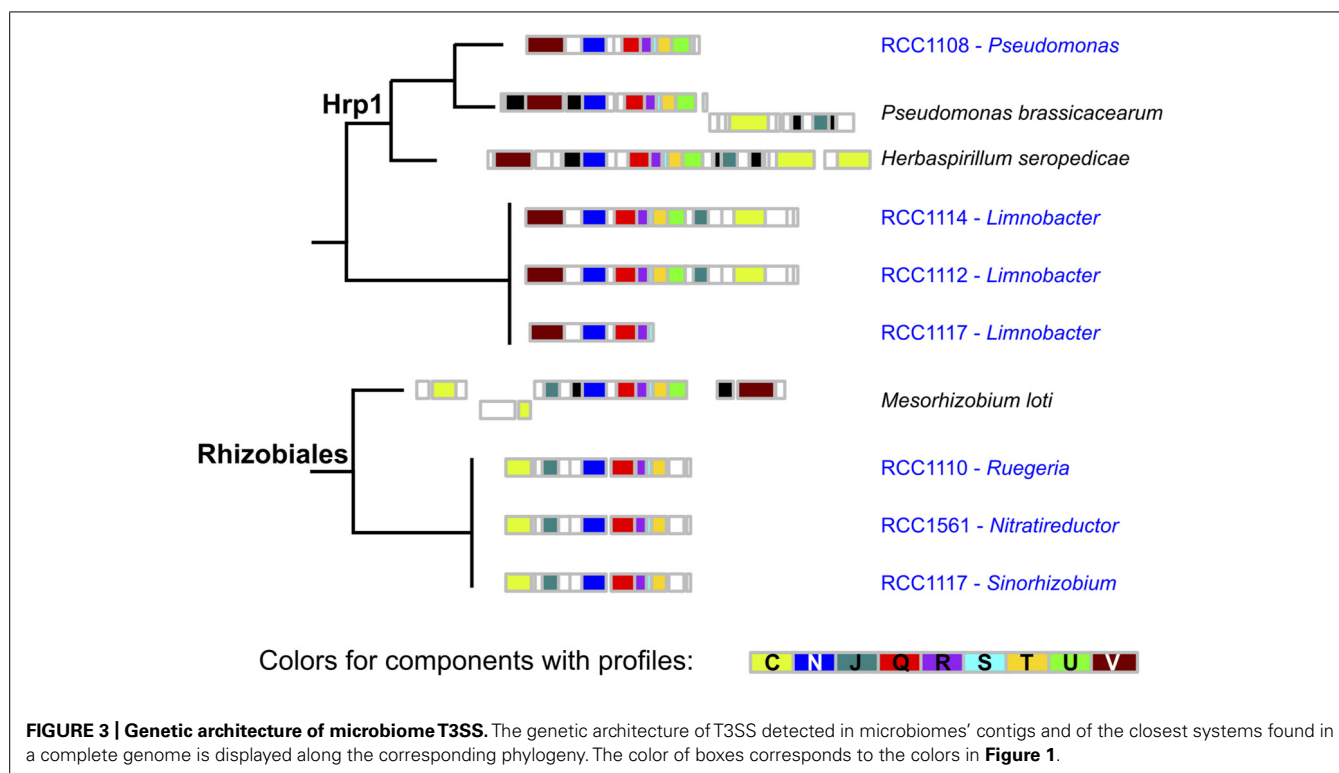 Hrp1
RCC1108 - Pseudomonas
Pseudomonas brassicacearum
Herbaspirillum seropedicae
RCC1114 - Limnobacter
RCC1112 - Limnobacter
RCC1117 - Limnobacter
Rhizobiales
Mesorhizobium loti
RCC1110 - Ruegeria
RCC1561 - Nitratireductor
RCC1117 - Sinorhizobium
Colors for components with profiles: C N J Q R S T U V
FIGURE 3 | Genetic architecture of microbiome T3SS. The genetic architecture of T3SS detected in microbiomes' contigs and of the closest systems found in
a complete genome is displayed along the corresponding phylogeny. The color of boxes corresponds to the colors in Figure 1.